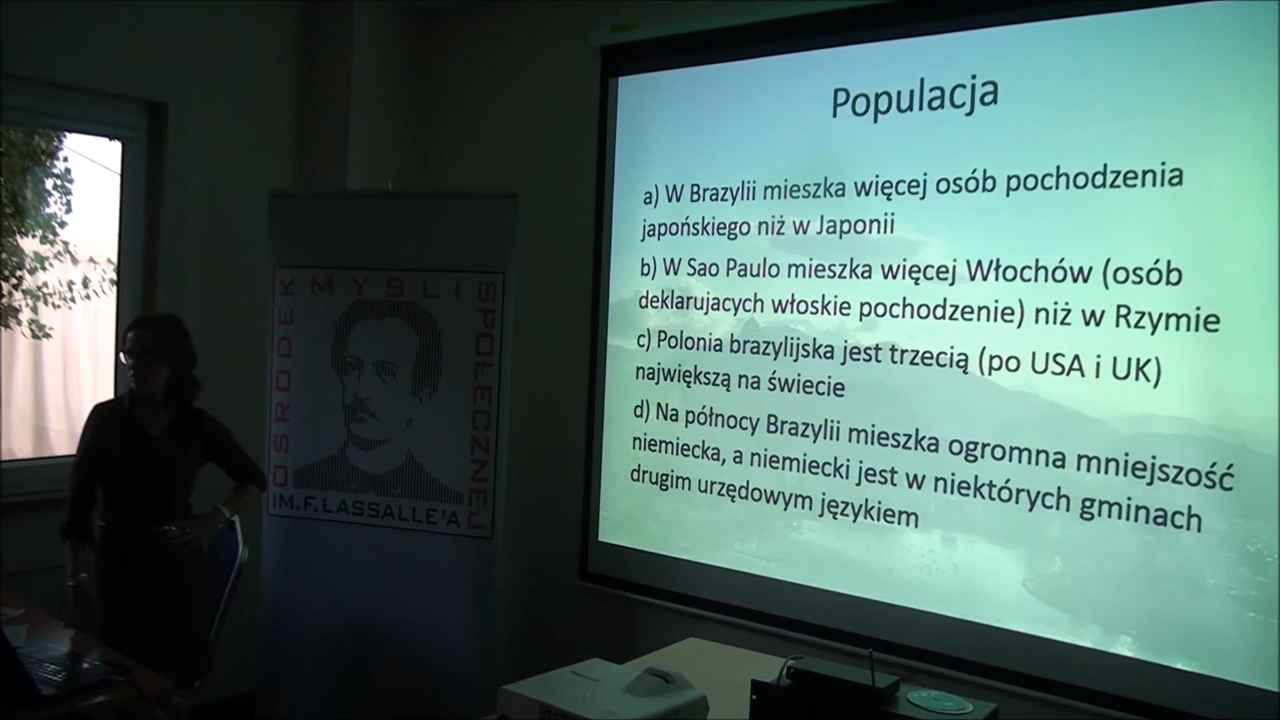 Populacja
a) W Brazylii mieszka więcej osób pochodzenia
japońskiego niż w Japonii
b) W Sao Paulo mieszka więcej Włochów (osób
deklarujacych włoskie pochodzenie) niż w Rzymie
c) Polonia brazylijska jest trzecią (po USA i UK)
największą na świecie
d) Na północy Brazylii mieszka ogromna mniejszość
niemiecka, a niemiecki jest w niektórych gminach
drugim urzędowym językiem
OŚRODEK
MYŚLI
SPOŁECZNEJ
IM.F.LASSALLE'A